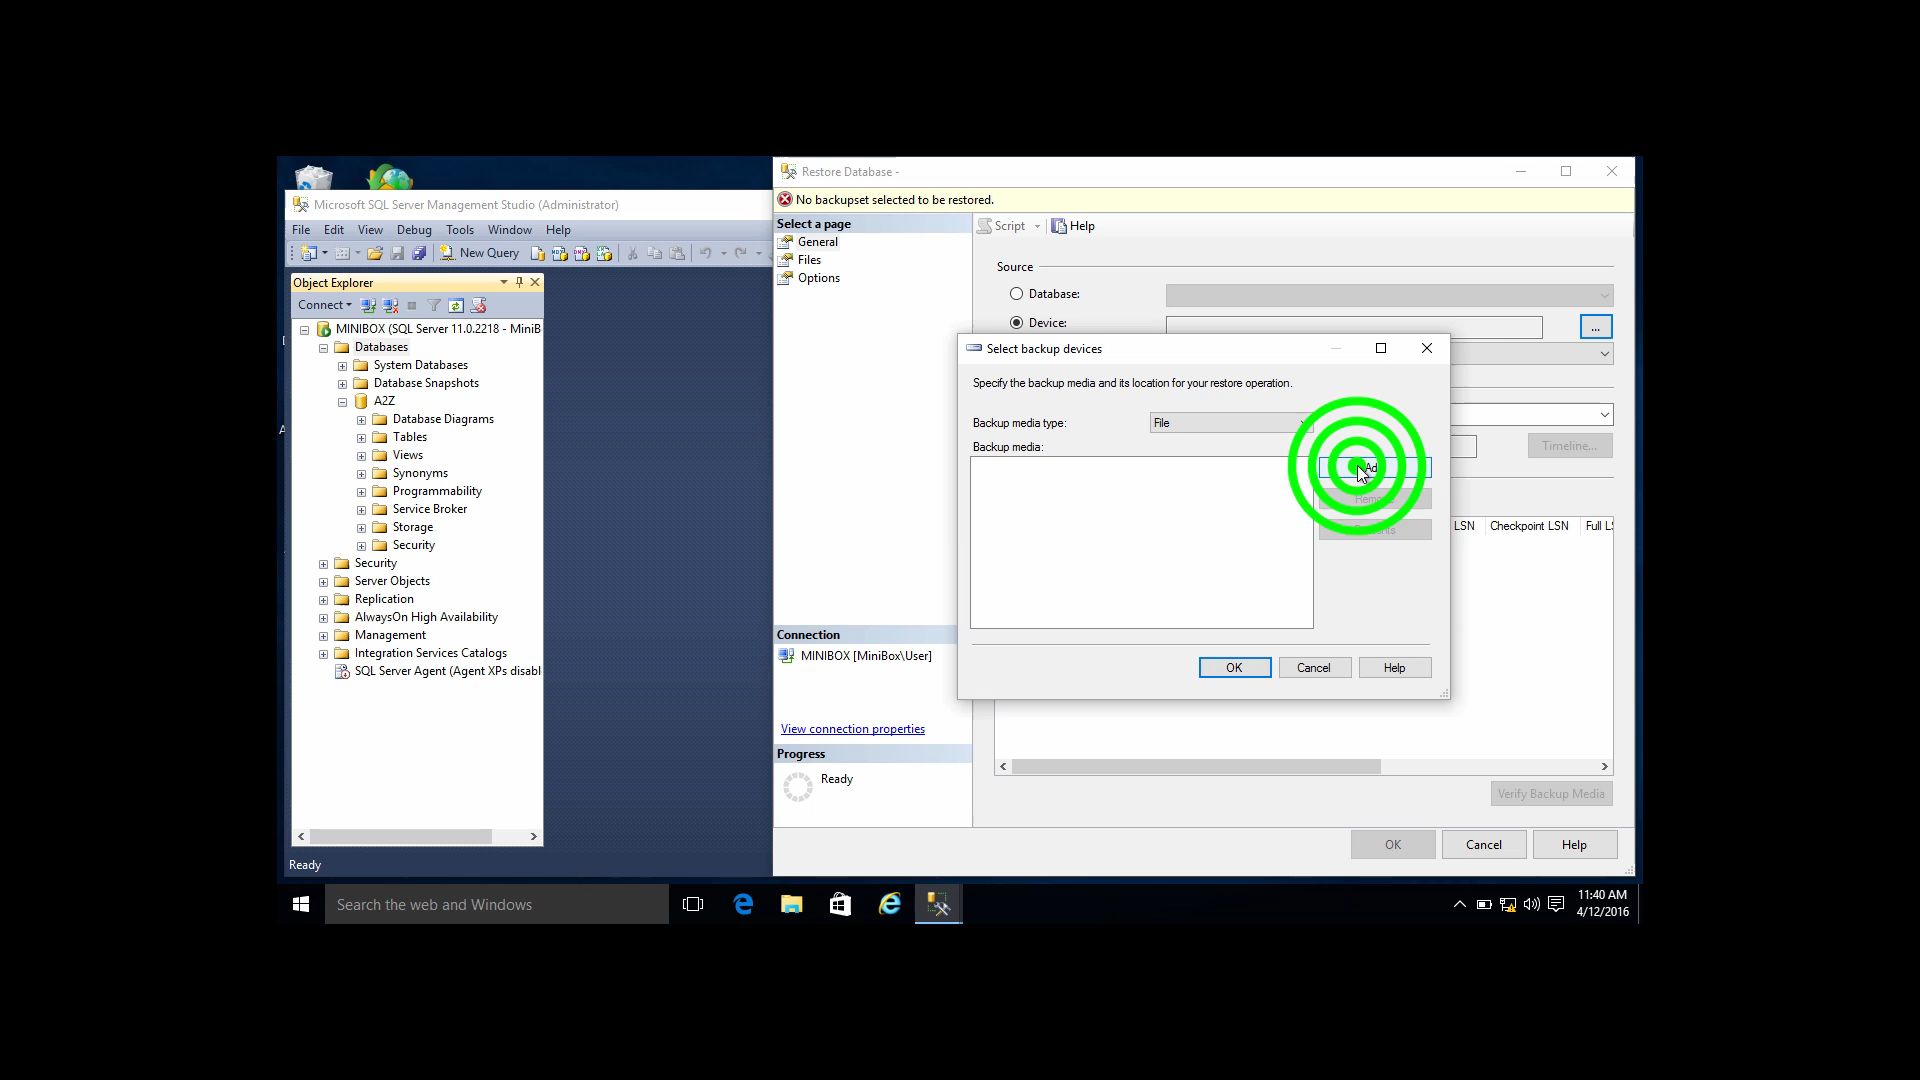 Restore Database -
No backupset selected to be restored.
Microsoft SQL Server Management Studio (Administrator)
File Edit View Debug Tools Window Help
New Query
Object Explorer
Connect
MINIBOX (SQL Server 11.0.2218 - MiniB
Databases
System Databases
Database Snapshots
A2Z
Database Diagrams
Tables
Views
Synonyms
Programmability
Service Broker
Storage
Security
Security
Server Objects
Replication
AlwaysOn High Availability
Management
Integration Services Catalogs
SQL Server Agent (Agent XPs disabl
Ready
Select a page
General
Files
Options
Script
Help
Source
Database:
Device:
...
Select backup devices
Specify the backup media and its location for your restore operation.
Backup media type:
File
Backup media:
Ad
OK
Cancel
Help
Timeline...
LSN
Checkpoint LSN
Full LS
Connection
MINIBOX [MiniBox\User]
View connection properties
Progress
Ready
Verify Backup Media
OK
Cancel
Help
Search the web and Windows
11:40 AM
4/12/2016